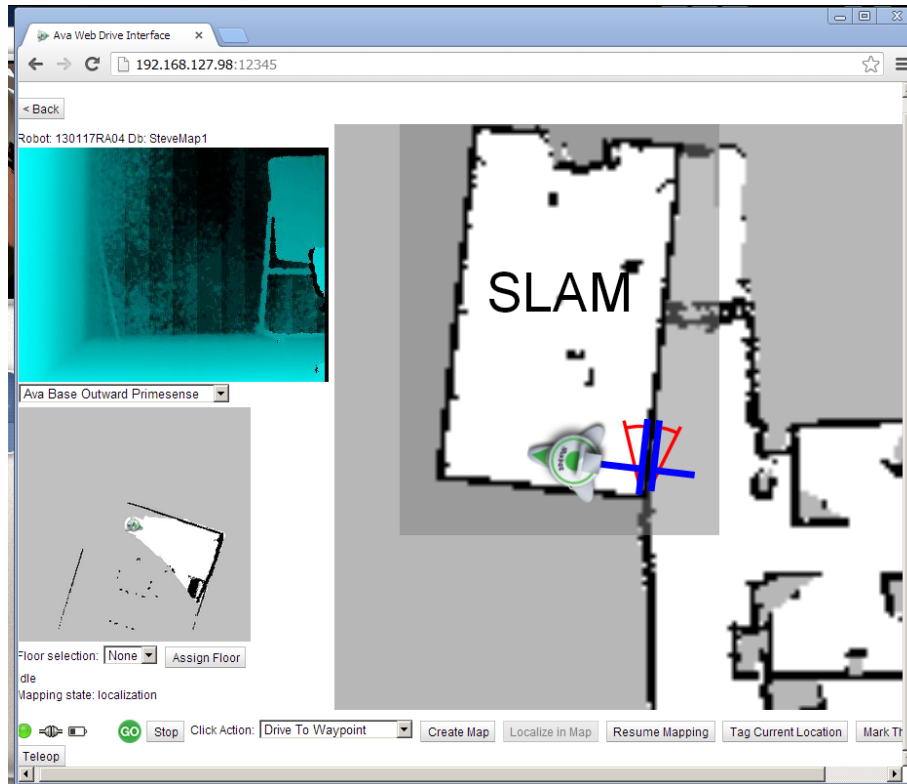 Ava Web Drive Interface
192.168.127.98:12345
< Back
Robot: 130117RA04 Db: SteveMap1
SLAM
Ava Base Outward Primesense
Floor selection: None Assign Floor
dle
Mapping state: localization
GO Stop Click Action: Drive To Waypoint Create Map Localize in Map Resume Mapping Tag Current Location Mark Th
Teleop